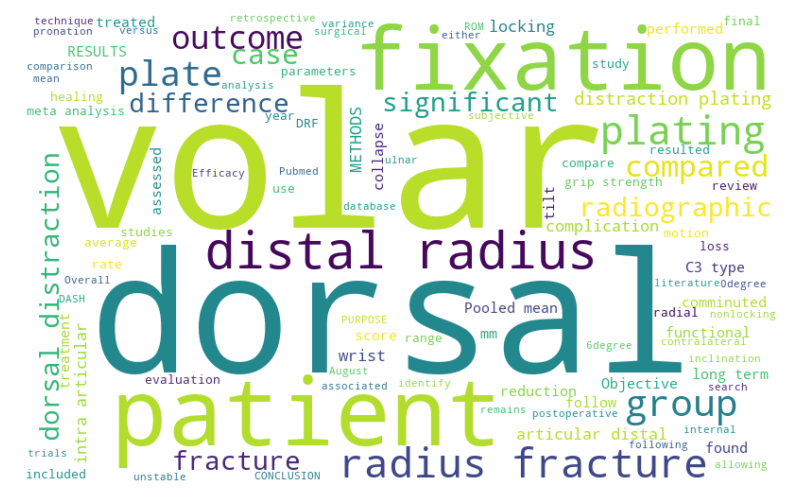 technique
retrospective
variance
ROM
locking
performed
final
pronation
versus
treated
outcome
surgical
either
fixation
RESULTS
case
study
comparison
mean
plate
parameters
analysis
healing
difference
significant
distraction plating
meta analysis
year
DRF
METHODS
collapse
subjective
plating
resulted
volar
assessed
Efficacy
Pubmed
ulnar
compare
compared
use
grip strength
review
dorsal distraction
studies
database
tilt
complication
radiographic
motion
average
distal radius
loss
rate
C3 type
Overall
dorsal
literature
0degree
DASH
Pooled mean
comminuted
treatment
intra articular
PURPOSE
score
range
mm
radial
nonlocking
wrist
6degree
functional
contralateral
inclination
evaluation
August
associated
identify
reduction
Objective
long term
search
patient
remains
follow
postoperative
group
internal
articular distal
trials
fracture
radius fracture
following
found
included
unstable
CONCLUSION
allowing